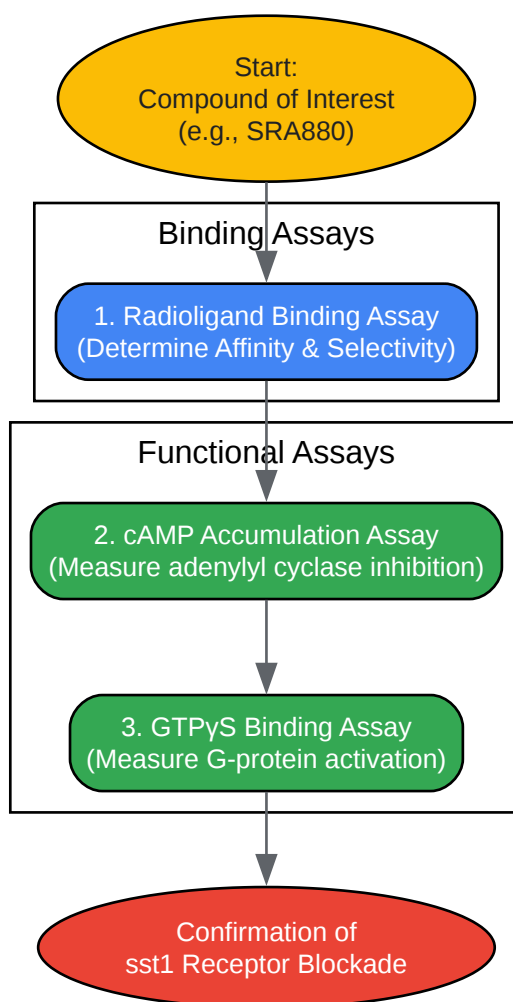 Start:
Compound of Interest
(e.g., SRA880)
Binding Assays
1. Radioligand Binding Assay
(Determine Affinity & Selectivity)
Functional Assays
2. cAMP Accumulation Assay
(Measure adenylyl cyclase inhibition)
3. GTPγS Binding Assay
(Measure G-protein activation)
Confirmation of
sst1 Receptor Blockade